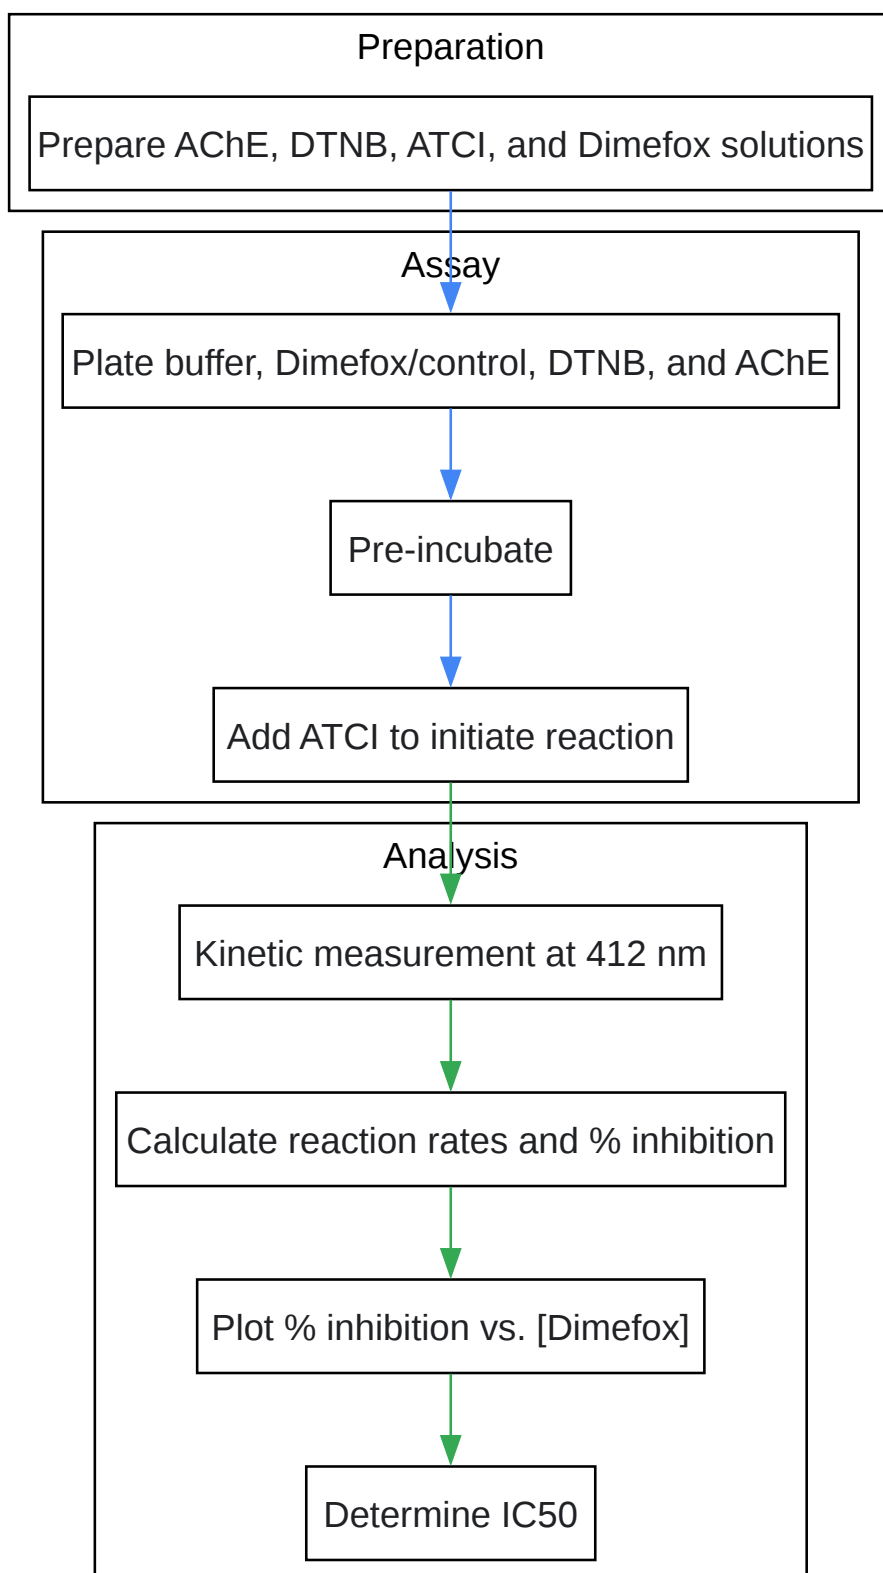 Preparation
Prepare AChE, DTNB, ATCI, and Dimefox solutions
Assay
Plate buffer, Dimefox/control, DTNB, and AChE
Pre-incubate
Add ATCI to initiate reaction
Analysis
Kinetic measurement at 412 nm
Calculate reaction rates and % inhibition
Plot % inhibition vs. [Dimefox]
Determine IC50